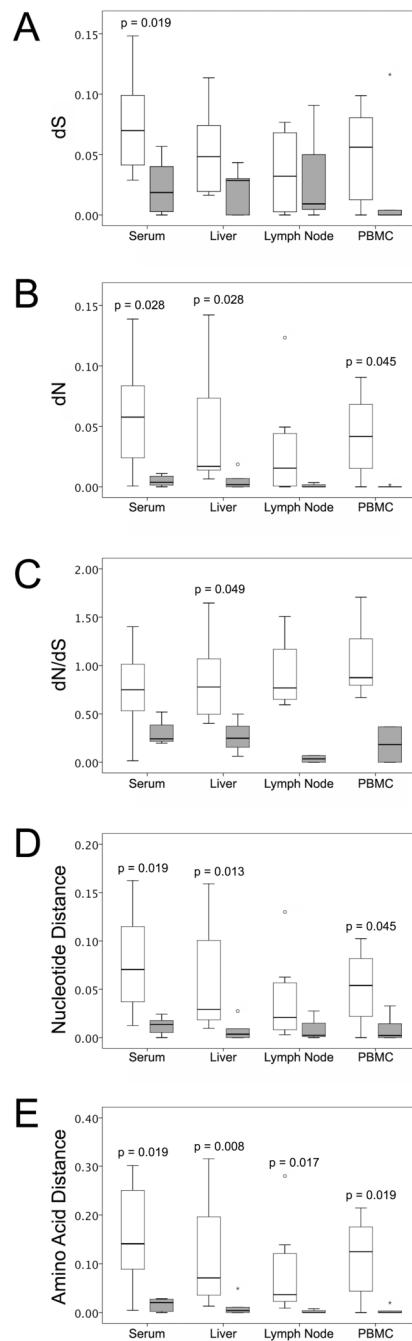 A
p = 0.019
0.15
0.10
0.05
0.00
dS
Serum Liver Lymph Node PBMC
B
p = 0.028 p = 0.028
p = 0.045
0.15
0.10
0.05
0.00
dN
Serum Liver Lymph Node PBMC
C
p = 0.049
2.00
1.50
1.00
0.50
0.00
dN/dS
Serum Liver Lymph Node PBMC
D
p = 0.019 p = 0.013
p = 0.045
0.20
0.15
0.10
0.05
0.00
Nucleotide Distance
Serum Liver Lymph Node PBMC
E
p = 0.019 p = 0.008 p = 0.017 p = 0.019
0.40
0.30
0.20
0.10
0.00
Amino Acid Distance
Serum Liver Lymph Node PBMC